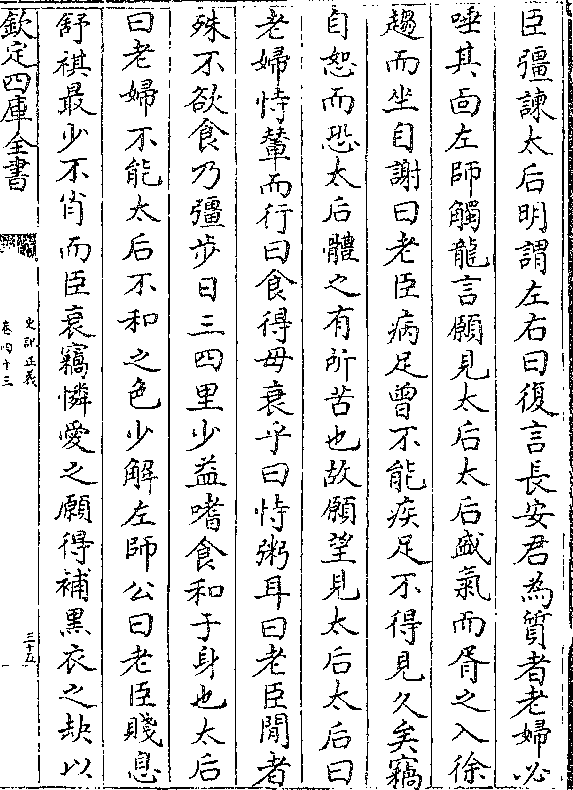 臣彊諫太后明謂左右曰復言長安君為質者老婦必
唾其面左師觸龍言願見太后太后盛氣而胥之入徐
趨而坐自謝曰老臣病足曾不能疾足不得見久矣竊
自恕而恐太后體之有所苦也故願望見太后太后曰
老婦恃輦而行曰食得毋衰乎曰恃粥耳曰老臣閒者
殊不欲食乃彊步日三四里少益嗜食和于身也太后
曰老婦不能太后不和之色少解左師公曰老臣賤息
舒祺最少不肖而臣衰竊憐愛之願得補黒衣之缺以
欽定四庫全書
史記正義
卷四十三
三十五